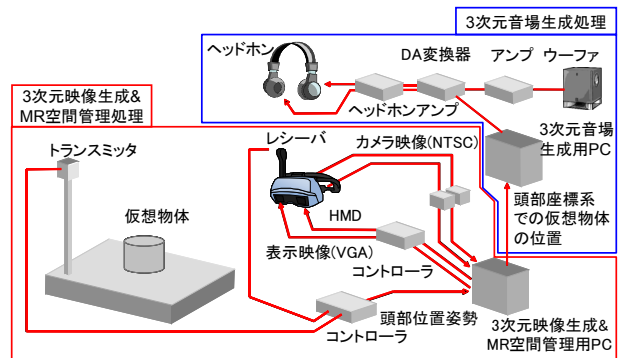 3次元音場生成処理
ヘッドホン
DA変換器
アンプ
ウーファ
ヘッドホンアンプ
3次元映像生成&
MR空間管理処理
3次元音場
生成用PC
トランスミッタ
レシーバ
カメラ映像(NTSC)
頭部座標系
での仮想物体
の位置
仮想物体
HMD
表示映像(VGA)
コントローラ
頭部位置姿勢
コントローラ
3次元映像生成&
MR空間管理用PC